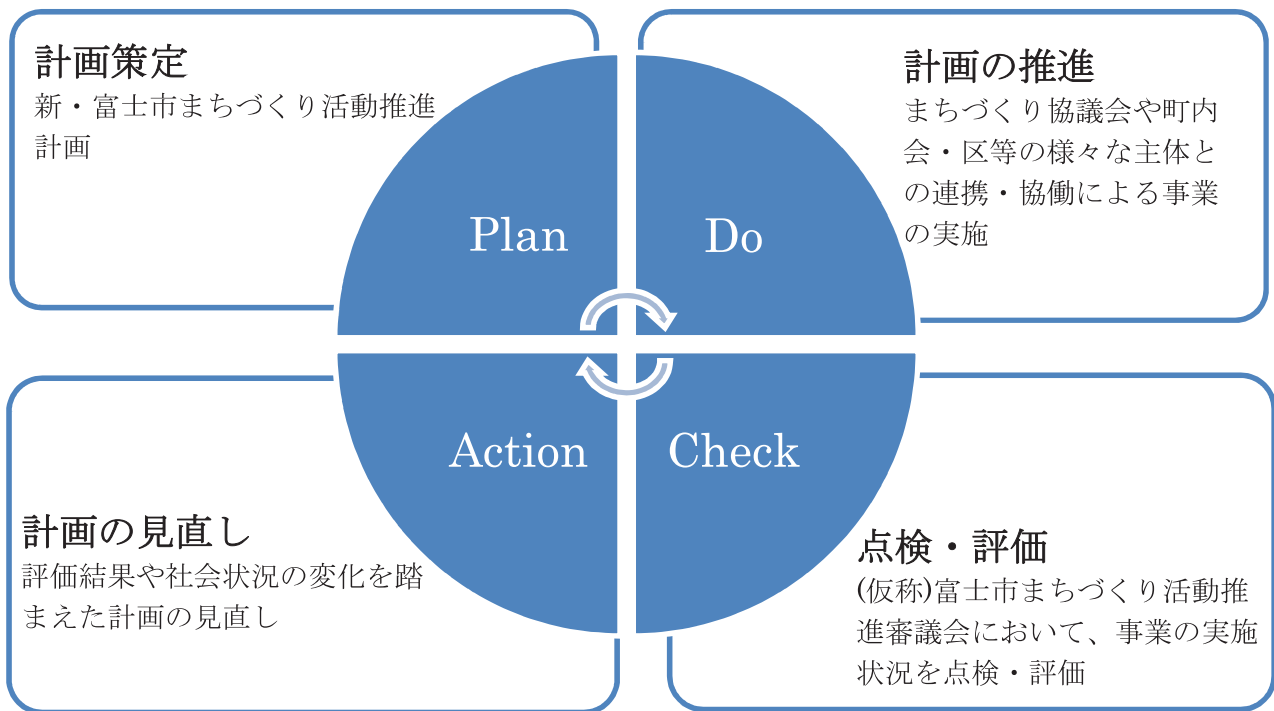 計画策定
新・富士市まちづくり活動推進
計画
Plan
計画の推進
まちづくり協議会や町内
会・区等の様々な主体と
の連携・協働による事業
の実施
Do
計画の見直し
評価結果や社会状況の変化を踏
まえた計画の見直し
Action
点検・評価
(仮称)富士市まちづくり活動推
進審議会において、事業の実施
状況を点検・評価
Check